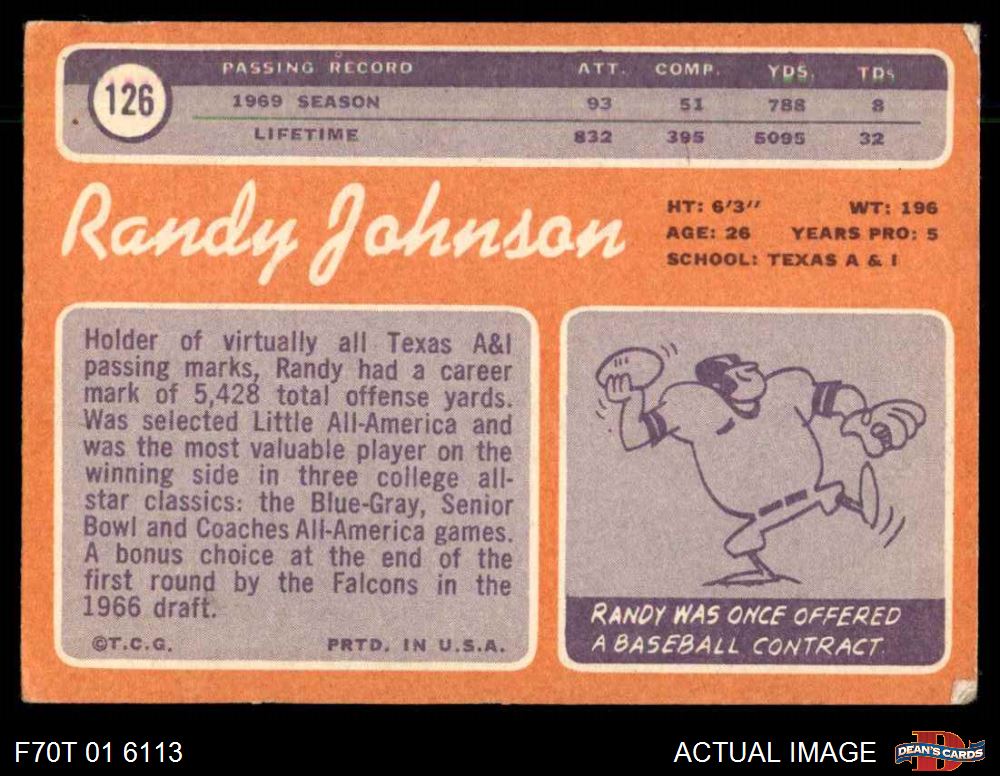 126
PASSING RECORD ATT. COMP. YDS. TDs
1969 SEASON 93 51 788 8
LIFETIME 832 395 5095 32
Randy Johnson
HT: 6'3" WT: 196
AGE: 26 YEARS PRO: 5
SCHOOL: TEXAS A & I
Holder of virtually all Texas A&I
passing marks, Randy had a career
mark of 5,428 total offense yards.
Was selected Little All-America and
was the most valuable player on the
winning side in three college all-
star classics: the Blue-Gray, Senior
Bowl and Coaches All-America games.
A bonus choice at the end of the
first round by the Falcons in the
1966 draft.
©T.C.G. PRTD. IN U.S.A.
RANDY WAS ONCE OFFERED
A BASEBALL CONTRACT.
F70T 01 6113
ACTUAL IMAGE
DEAN'S CARDS